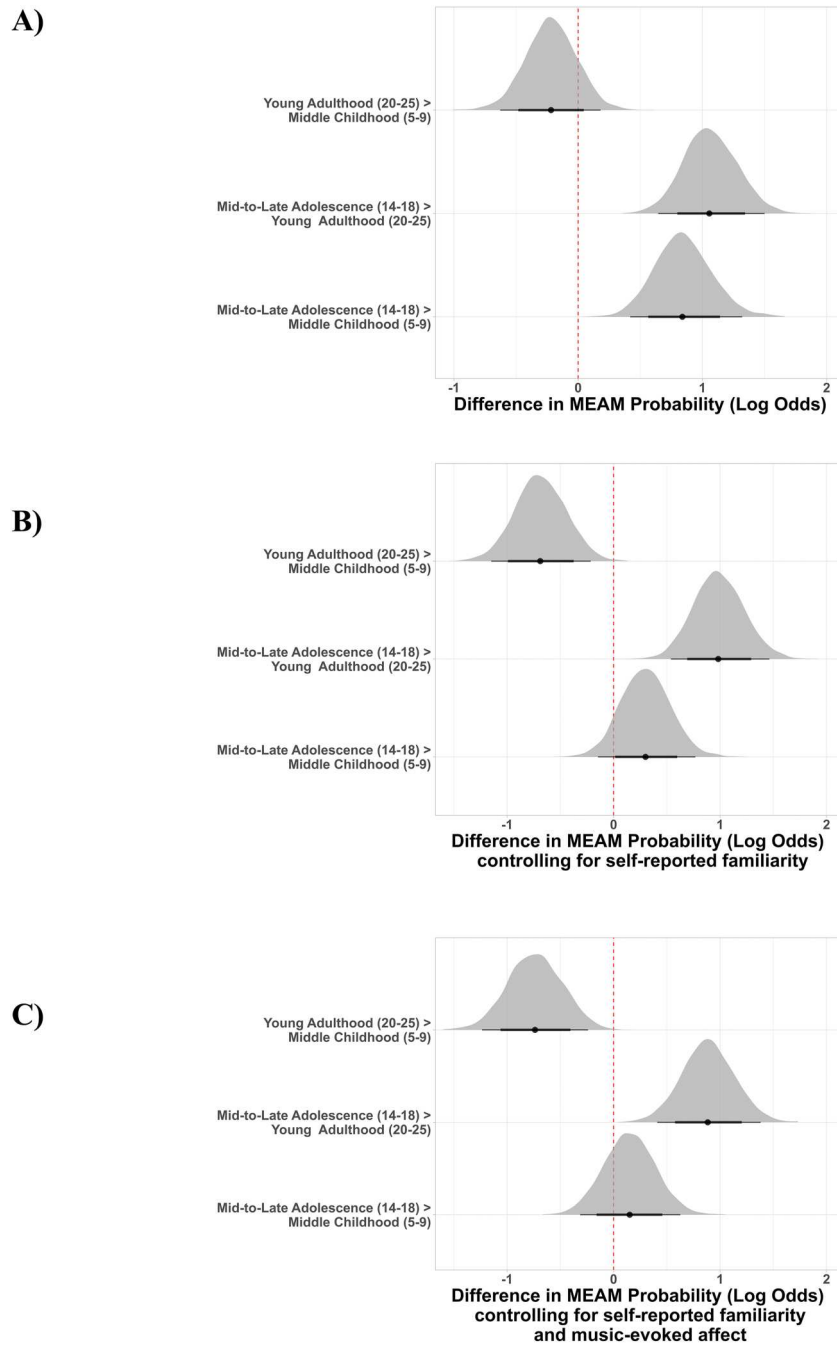 A)
Young Adulthood (20-25) >
Middle Childhood (5-9)
Mid-to-Late Adolescence (14-18) >
Young  Adulthood (20-25)
Mid-to-Late Adolescence (14-18) >
Middle Childhood (5-9)
-1 0 1 2
Difference in MEAM Probability (Log Odds)
B)
Young Adulthood (20-25) >
Middle Childhood (5-9)
Mid-to-Late Adolescence (14-18) >
Young  Adulthood (20-25)
Mid-to-Late Adolescence (14-18) >
Middle Childhood (5-9)
-1 0 1 2
Difference in MEAM Probability (Log Odds)
controlling for self-reported familiarity
C)
Young Adulthood (20-25) >
Middle Childhood (5-9)
Mid-to-Late Adolescence (14-18) >
Young  Adulthood (20-25)
Mid-to-Late Adolescence (14-18) >
Middle Childhood (5-9)
-1 0 1 2
Difference in MEAM Probability (Log Odds)
controlling for self-reported familiarity
and music-evoked affect